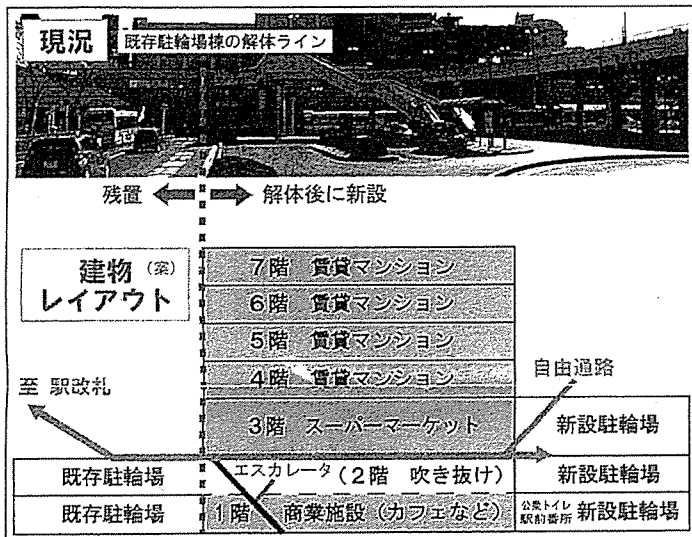 現況
既存駐輪場棟の解体ライン
残置
解体後に新設
建物（案）
レイアウト
7階 賃貸マンション
6階 賃貸マンション
5階 賃貸マンション
4階 賃貸マンション
自由通路
至 駅改札
3階 スーパーマーケット
新設駐輪場
既存駐輪場
エスカレータ（2階 吹き抜け）
新設駐輪場
既存駐輪場
1階 商業施設（カフェなど）
公衆トイレ
駅前番所
新設駐輪場